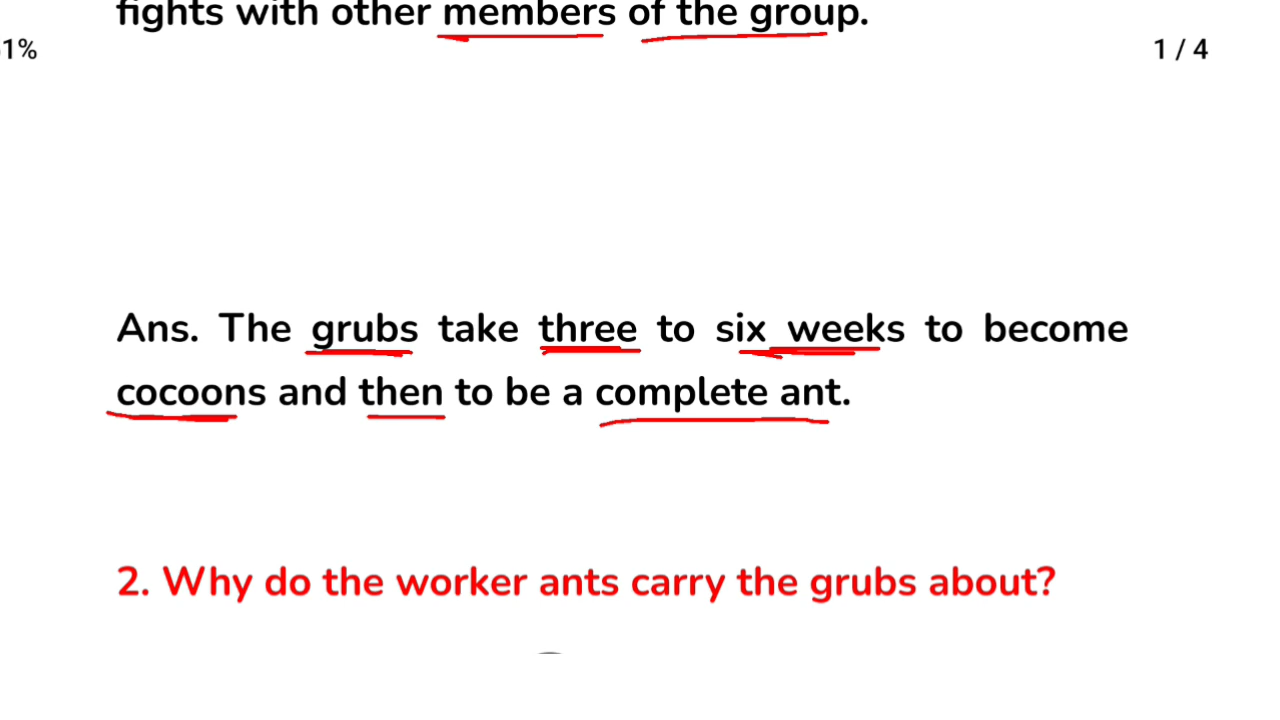 fights with other members of the group.
1%
1 / 4
Ans. The grubs take three to six weeks to become
cocoons and then to be a complete ant.
2. Why do the worker ants carry the grubs about?